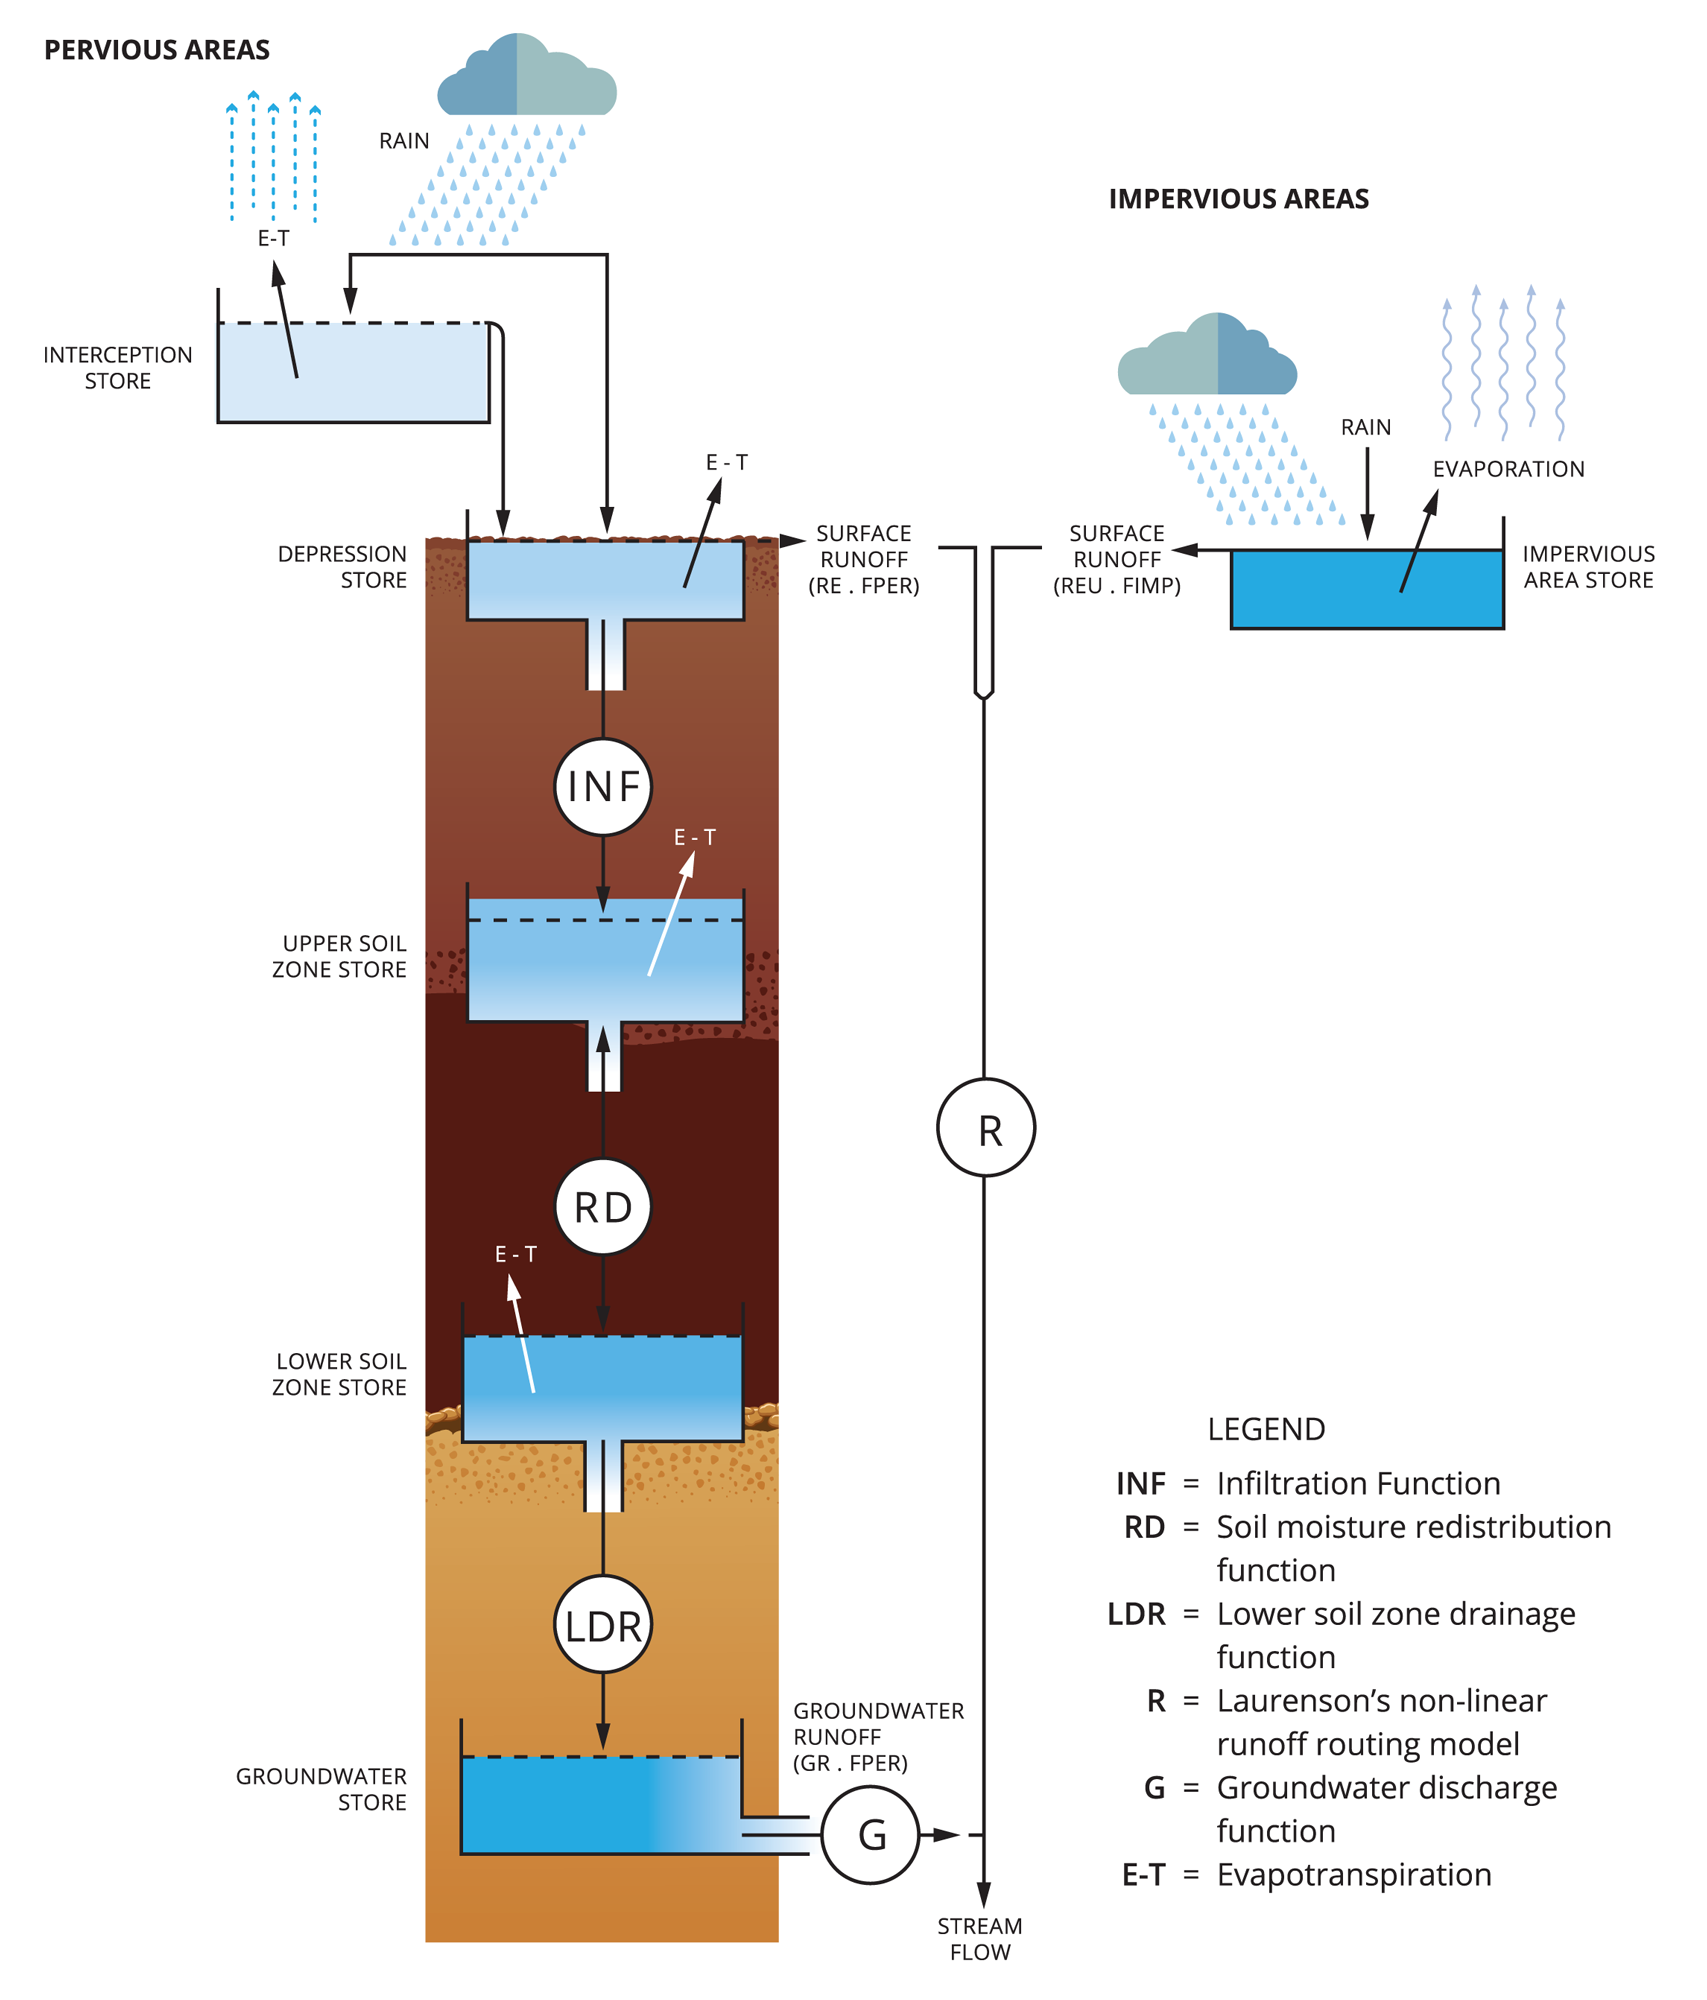 PERVIOUS AREAS
RAIN
E-T
INTERCEPTION
STORE
IMPERVIOUS AREAS
RAIN
EVAPORATION
E - T
DEPRESSION
STORE
SURFACE
RUNOFF
(RE . FPER)
SURFACE
RUNOFF
(REU . FIMP)
IMPERVIOUS
AREA STORE
INF
E - T
UPPER SOIL
ZONE STORE
R
RD
E - T
LOWER SOIL
ZONE STORE
LDR
GROUNDWATER
RUNOFF
(GR . FPER)
GROUNDWATER
STORE
G
STREAM
FLOW
LEGEND
INF = Infiltration Function
RD = Soil moisture redistribution
function
LDR = Lower soil zone drainage
function
R = Laurenson’s non-linear
runoff routing model
G = Groundwater discharge
function
E-T = Evapotranspiration